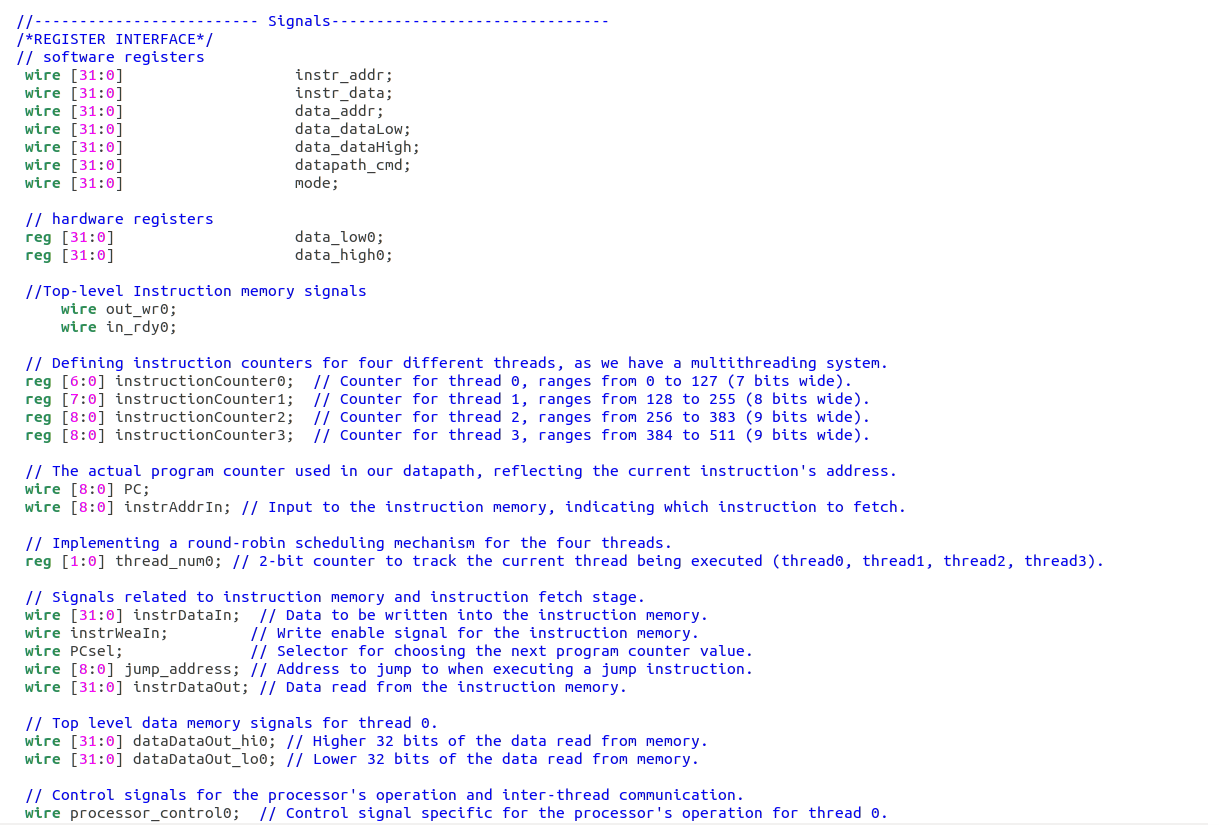 //------------------------- Signals-------------------------------
/*REGISTER INTERFACE*/
// software registers
wire [31:0] instr_addr;
wire [31:0] instr_data;
wire [31:0] data_addr;
wire [31:0] data_dataLow;
wire [31:0] data_dataHigh;
wire [31:0] datapath_cmd;
wire [31:0] mode;
// hardware registers
reg [31:0] data_low0;
reg [31:0] data_high0;
//Top-level Instruction memory signals
wire out_wr0;
wire in_rdy0;
// Defining instruction counters for four different threads, as we have a multithreading system.
reg [6:0] instructionCounter0; // Counter for thread 0, ranges from 0 to 127 (7 bits wide).
reg [7:0] instructionCounter1; // Counter for thread 1, ranges from 128 to 255 (8 bits wide).
reg [8:0] instructionCounter2; // Counter for thread 2, ranges from 256 to 383 (9 bits wide).
reg [8:0] instructionCounter3; // Counter for thread 3, ranges from 384 to 511 (9 bits wide).
// The actual program counter used in our datapath, reflecting the current instruction's address.
wire [8:0] PC;
wire [8:0] instrAddrIn; // Input to the instruction memory, indicating which instruction to fetch.
// Implementing a round-robin scheduling mechanism for the four threads.
reg [1:0] thread_num0; // 2-bit counter to track the current thread being executed (thread0, thread1, thread2, thread3).
// Signals related to instruction memory and instruction fetch stage.
wire [31:0] instrDataIn; // Data to be written into the instruction memory.
wire instrWeaIn; // Write enable signal for the instruction memory.
wire PCsel; // Selector for choosing the next program counter value.
wire [8:0] jump_address; // Address to jump to when executing a jump instruction.
wire [31:0] instrDataOut; // Data read from the instruction memory.
// Top level data memory signals for thread 0.
wire [31:0] dataDataOut_hi0; // Higher 32 bits of the data read from memory.
wire [31:0] dataDataOut_lo0; // Lower 32 bits of the data read from memory.
// Control signals for the processor's operation and inter-thread communication.
wire processor_control0; // Control signal specific for the processor's operation for thread 0.